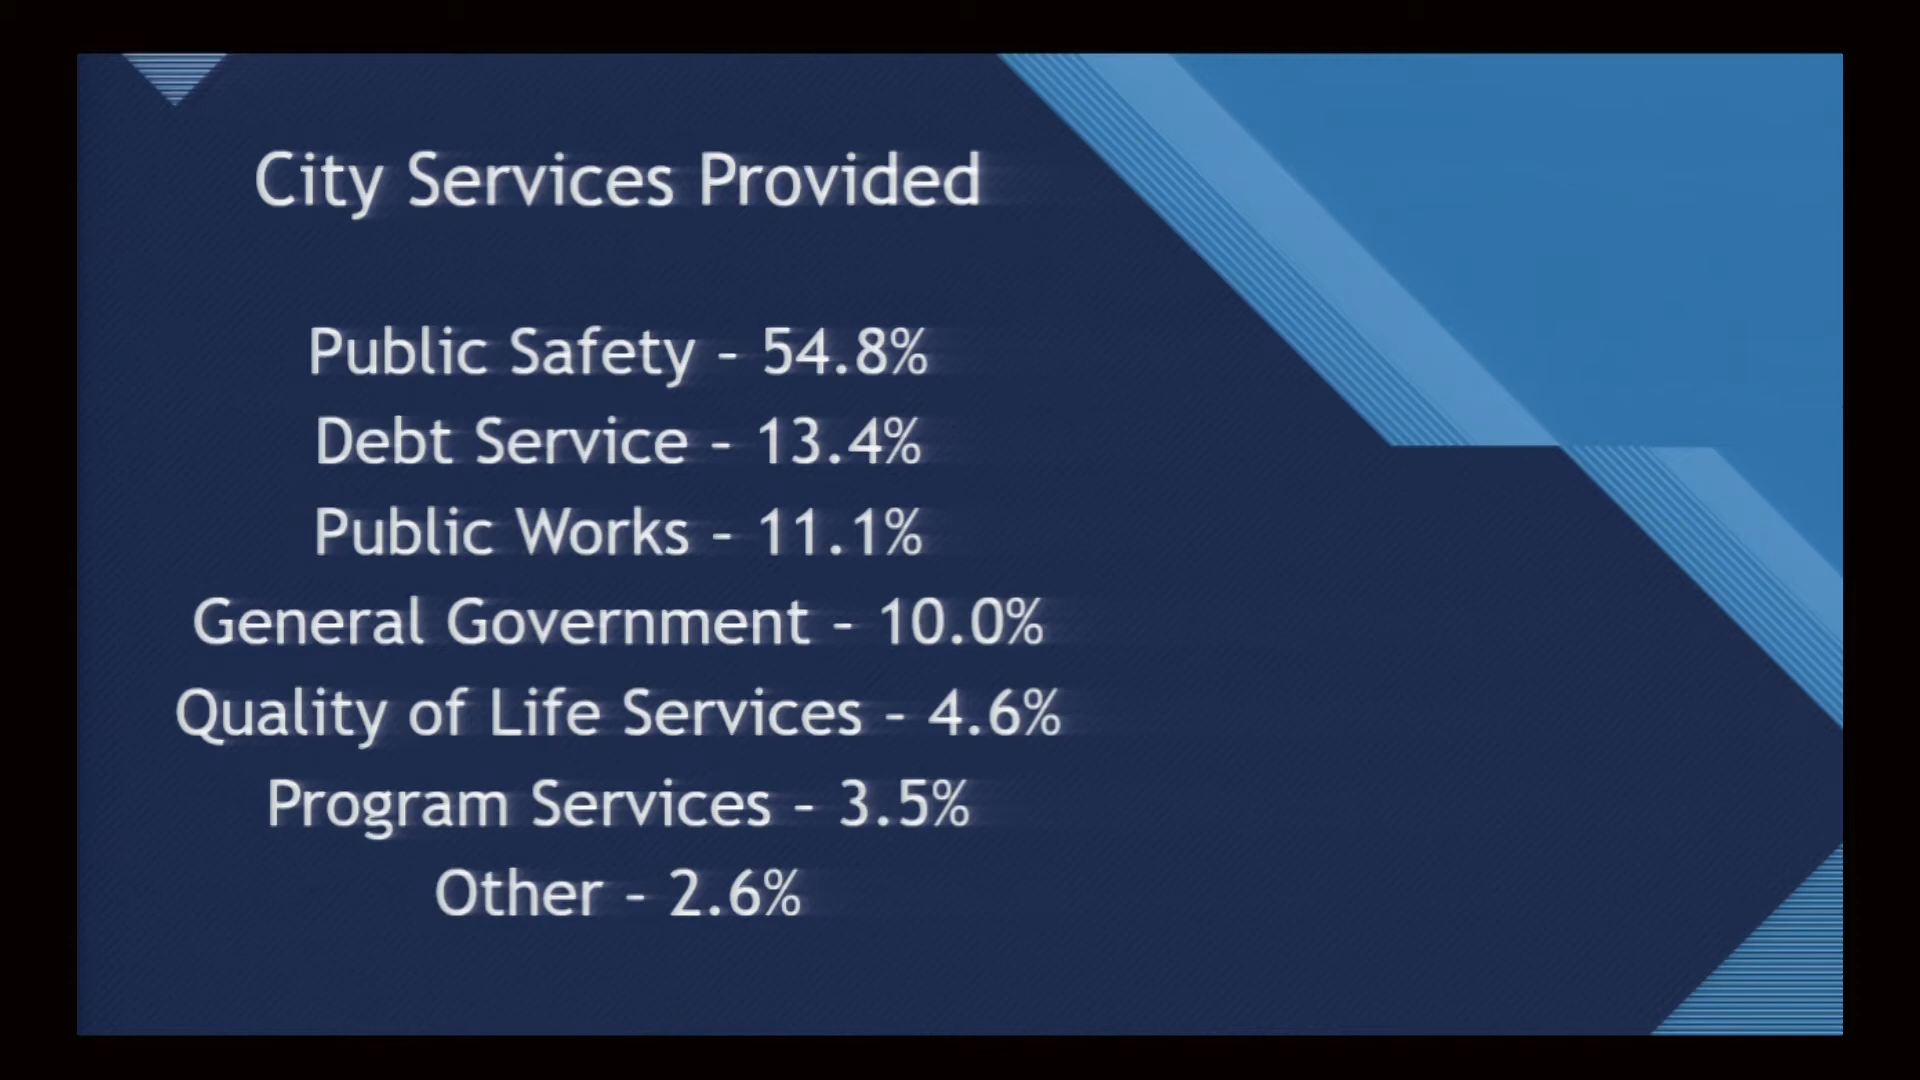 City Services Provided
Public Safety – 54.8%
Debt Service – 13.4%
Public Works – 11.1%
General Government – 10.0%
Quality of Life Services – 4.6%
Program Services – 3.5%
Other – 2.6%